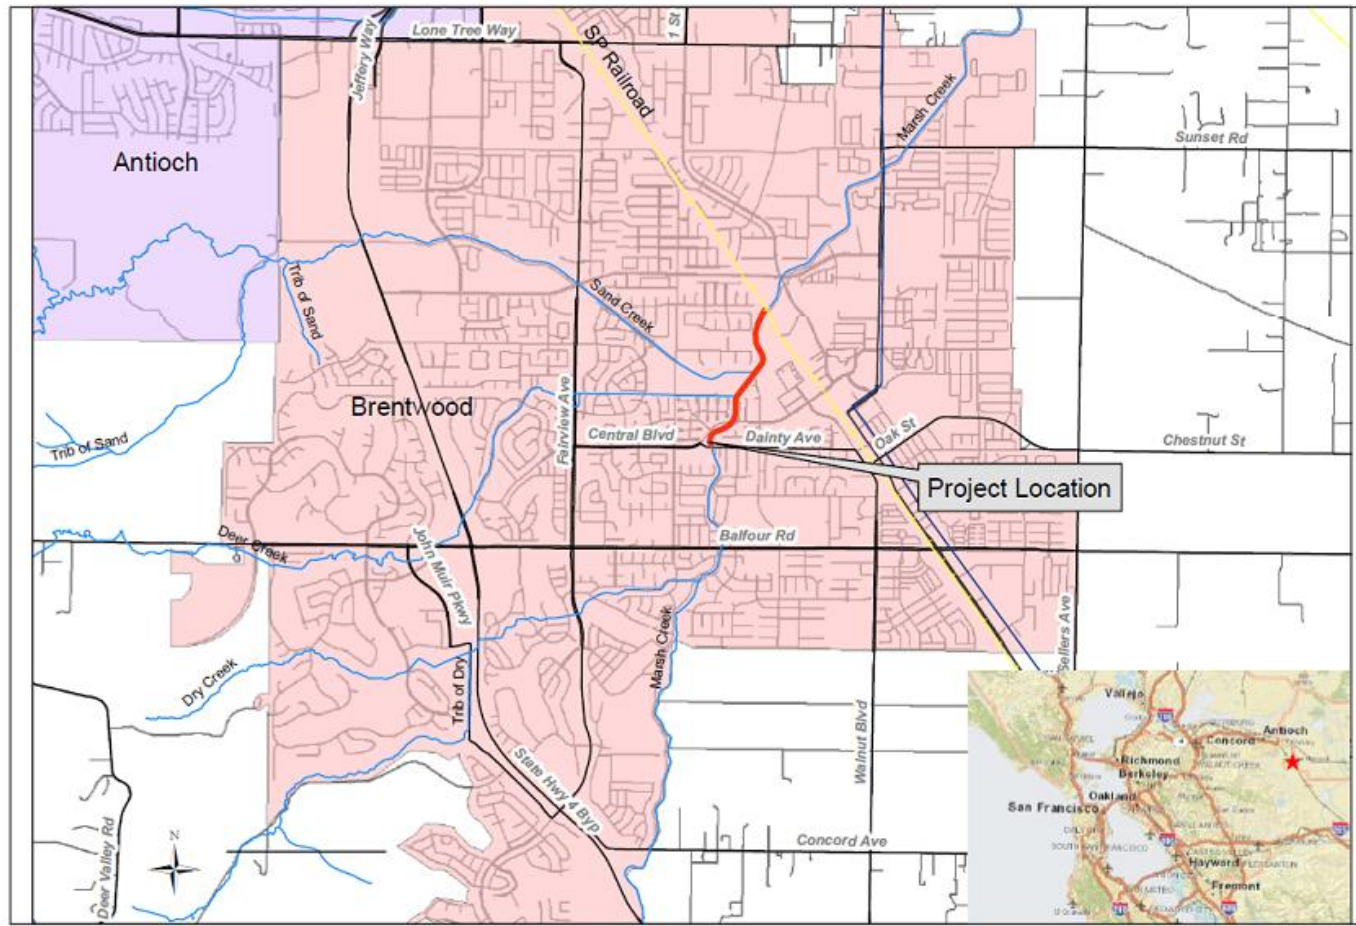 Lone Tree Way
Jeffery Way
1 St
SP Railroad
Marsh Creek
Sunset Rd
Antioch
Trib of Sand
Sand Creek
Brentwood
Fairview Ave
Central Blvd
Dainty Ave
Oak St
Chestnut St
Trib of Sand
Project Location
Deer Creek
John Muir Pkwy
Balfour Rd
Marsh Creek
Sellers Ave
Dry Creek
Trib of Dry
Walnut Blvd
State Hwy 4 Byp
Concord Ave
Deer Valley Rd
N
Vallejo
Antioch
Concord
Richmond
Berkeley
Oakland
San Francisco
Hayward
Fremont